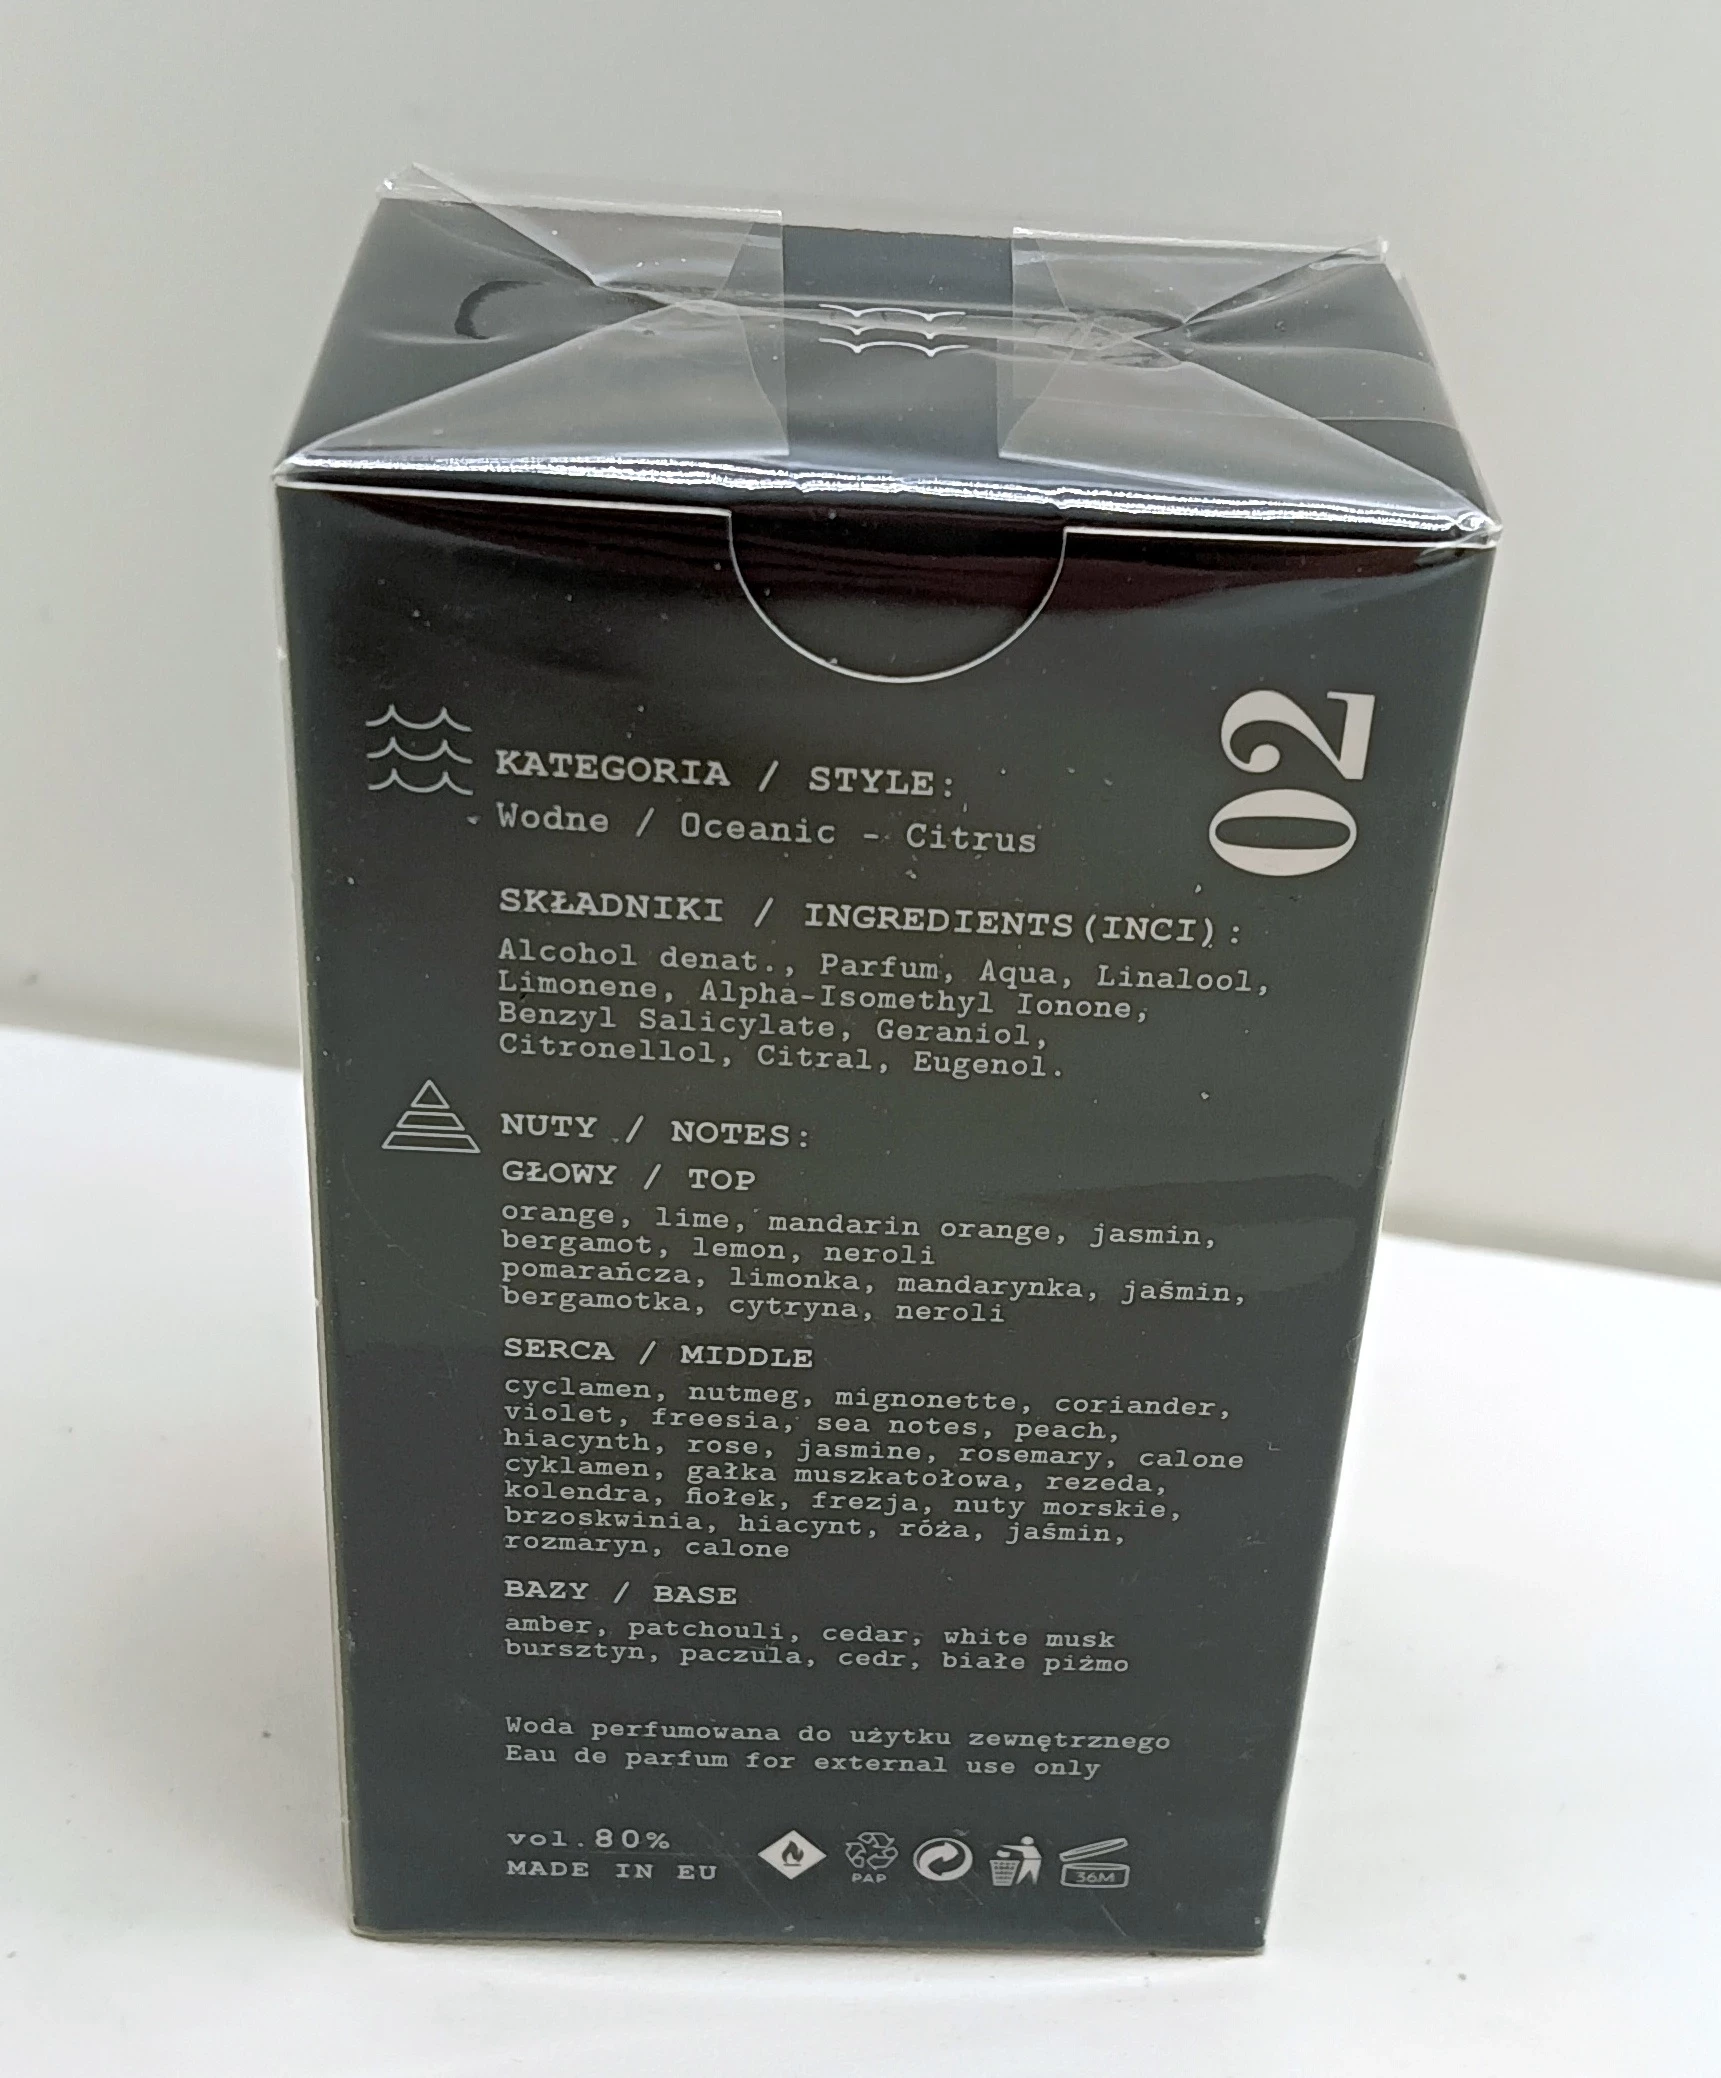 02
KATEGORIA / STYLE:
Wodne / Oceanic - Citrus
SKŁADNIKI / INGREDIENTS(INCI):
Alcohol denat., Parfum, Aqua, Linalool,
Limonene, Alpha-Isomethyl Ionone,
Benzyl Salicylate, Geraniol,
Citronellol, Citral, Eugenol.
NUTY / NOTES:
GŁOWY / TOP
orange, lime, mandarin orange, jasmin,
bergamot, lemon, neroli
pomarańcza, limonka, mandarynka, jaśmin,
bergamotka, cytryna, neroli
SERCA / MIDDLE
cyclamen, nutmeg, mignonette, coriander,
violet, freesia, sea notes, peach,
hiacynth, rose, jasmine, rosemary, calone
cyklamen, gałka muszkatołowa, rezeda,
kolendra, fiołek, frezja, nuty morskie,
brzoskwinia, hiacynt, róża, jaśmin,
rozmaryn, calone
BAZY / BASE
amber, patchouli, cedar, white musk
bursztyn, paczula, cedr, białe piżmo
Woda perfumowana do użytku zewnętrznego
Eau de parfum for external use only
vol.80%
MADE IN EU
PAP
36M